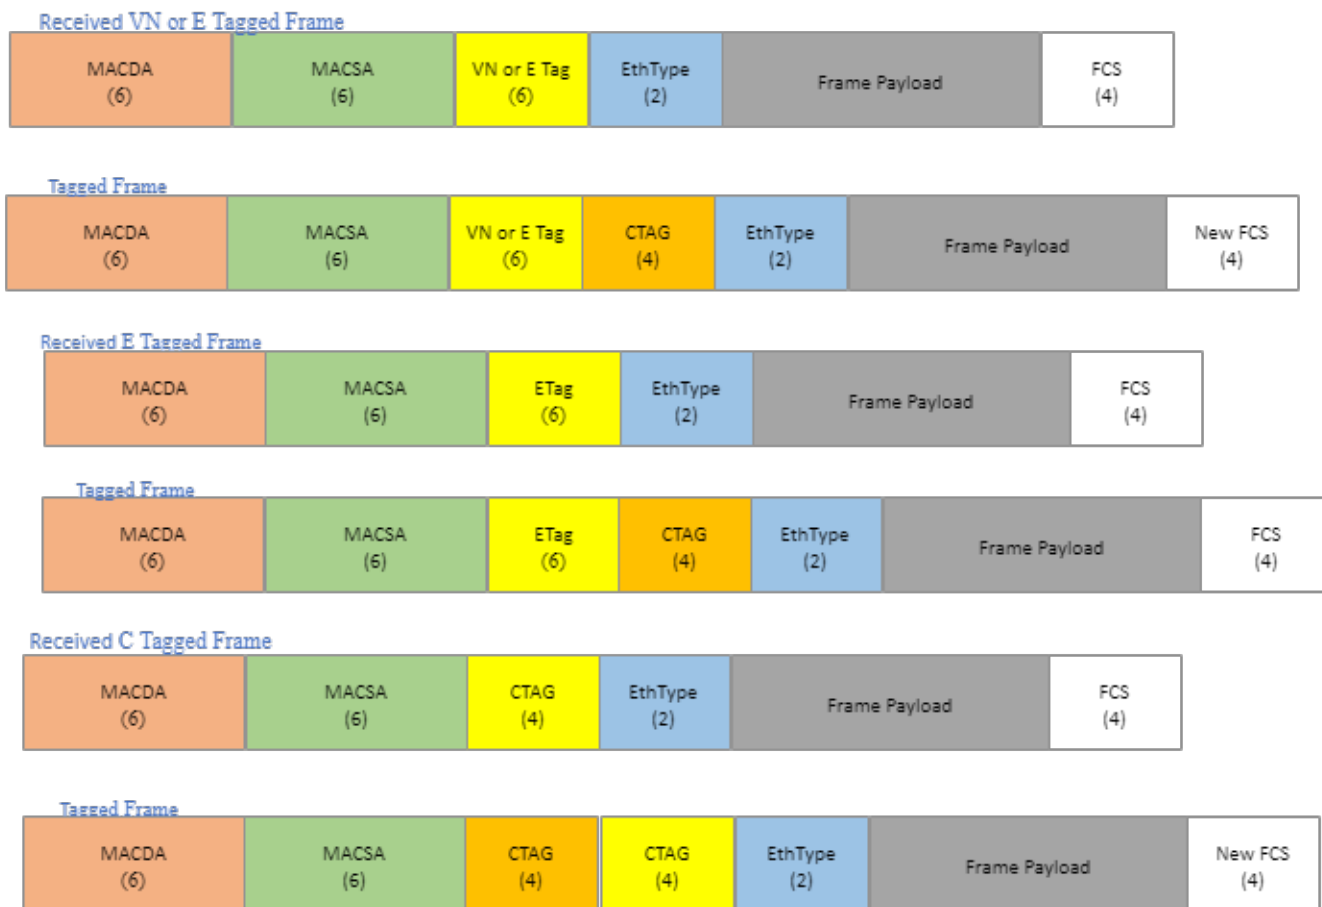 Received VN or E Tagged Frame
MACDA MACSA VN or E Tag EthType Frame Payload FCS
(6) (6) (6) (2) (4)
Tagged Frame
MACDA MACSA VN or E Tag CTAG EthType Frame Payload New FCS
(6) (6) (6) (4) (2) (4)
Received E Tagged Frame
MACDA MACSA ETag EthType Frame Payload FCS
(6) (6) (6) (2) (4)
Tagged Frame
MACDA MACSA ETag CTAG EthType Frame Payload FCS
(6) (6) (6) (4) (2) (4)
Received C Tagged Frame
MACDA MACSA CTAG EthType Frame Payload FCS
(6) (6) (4) (2) (4)
Tagged Frame
MACDA MACSA CTAG CTAG EthType Frame Payload New FCS
(6) (6) (4) (4) (2) (4)